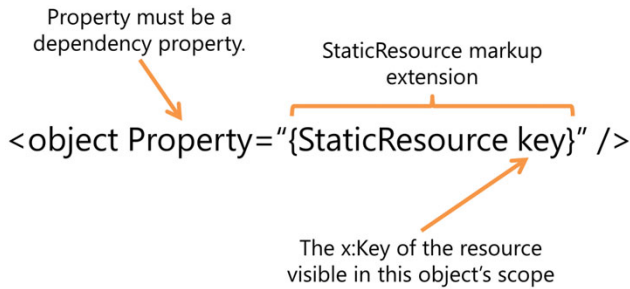 Property must be a
dependency property.
StaticResource markup
extension
<object Property=“{StaticResource key}” />
The x:Key of the resource
visible in this object’s scope